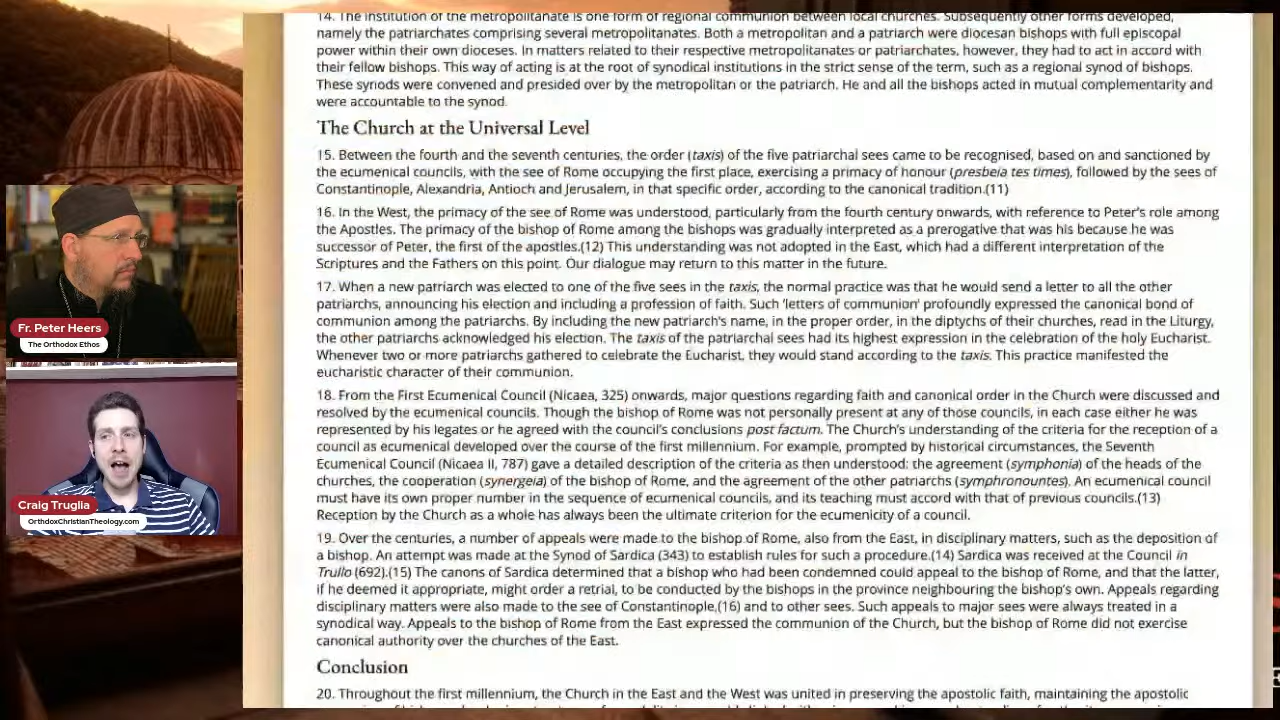 14. The institution of the metropolitanate is one form of regional communion between local churches. Subsequently other forms developed,
namely the patriarchates comprising several metropolitanates. Both a metropolitan and a patriarch were diocesan bishops with full episcopal
power within their own dioceses. In matters related to their respective metropolitanates or patriarchates, however, they had to act in accord with
their fellow bishops. This way of acting is at the root of synodical institutions in the strict sense of the term, such as a regional synod of bishops.
These synods were convened and presided over by the metropolitan or the patriarch. He and all the bishops acted in mutual complementarity and
were accountable to the synod.
The Church at the Universal Level
15. Between the fourth and the seventh centuries, the order (taxis) of the five patriarchal sees came to be recognised, based on and sanctioned by
the ecumenical councils, with the see of Rome occupying the first place, exercising a primacy of honour (presbeia tes times), followed by the sees of
Constantinople, Alexandria, Antioch and Jerusalem, in that specific order, according to the canonical tradition.(11)
16. In the West, the primacy of the see of Rome was understood, particularly from the fourth century onwards, with reference to Peter's role among
the Apostles. The primacy of the bishop of Rome among the bishops was gradually interpreted as a prerogative that was his because he was
successor of Peter, the first of the apostles.(12) This understanding was not adopted in the East, which had a different interpretation of the
Scriptures and the Fathers on this point. Our dialogue may return to this matter in the future.
17. When a new patriarch was elected to one of the five sees in the taxis, the normal practice was that he would send a letter to all the other
patriarchs, announcing his election and including a profession of faith. Such 'letters of communion' profoundly expressed the canonical bond of
communion among the patriarchs. By including the new patriarch's name, in the proper order, in the diptychs of their churches, read in the Liturgy,
the other patriarchs acknowledged his election. The taxis of the patriarchal sees had its highest expression in the celebration of the holy Eucharist.
Whenever two or more patriarchs gathered to celebrate the Eucharist, they would stand according to the taxis. This practice manifested the
eucharistic character of their communion.
18. From the First Ecumenical Council (Nicaea, 325) onwards, major questions regarding faith and canonical order in the Church were discussed and
resolved by the ecumenical councils. Though the bishop of Rome was not personally present at any of those councils, in each case either he was
represented by his legates or he agreed with the council's conclusions post factum. The Church's understanding of the criteria for the reception of a
council as ecumenical developed over the course of the first millennium. For example, prompted by historical circumstances, the Seventh
Ecumenical Council (Nicaea II, 787) gave a detailed description of the criteria as then understood: the agreement (symphonia) of the heads of the
churches, the cooperation (synergeia) of the bishop of Rome, and the agreement of the other patriarchs (symphronountes). An ecumenical council
must have its own proper number in the sequence of ecumenical councils, and its teaching must accord with that of previous councils.(13)
Reception by the Church as a whole has always been the ultimate criterion for the ecumenicity of a council.
19. Over the centuries, a number of appeals were made to the bishop of Rome, also from the East, in disciplinary matters, such as the deposition of
a bishop. An attempt was made at the Synod of Sardica (343) to establish rules for such a procedure.(14) Sardica was received at the Council in
Trullo (692).(15) The canons of Sardica determined that a bishop who had been condemned could appeal to the bishop of Rome, and that the latter,
if he deemed it appropriate, might order a retrial, to be conducted by the bishops in the province neighbouring the bishop's own. Appeals regarding
disciplinary matters were also made to the see of Constantinople,(16) and to other sees. Such appeals to major sees were always treated in a
synodical way. Appeals to the bishop of Rome from the East expressed the communion of the Church, but the bishop of Rome did not exercise
canonical authority over the churches of the East.
Conclusion
20. Throughout the first millennium, the Church in the East and the West was united in preserving the apostolic faith, maintaining the apostolic
Fr. Peter Heers
The Orthodox Ethos
Craig Truglia
OrthodoxChristianTheology.com